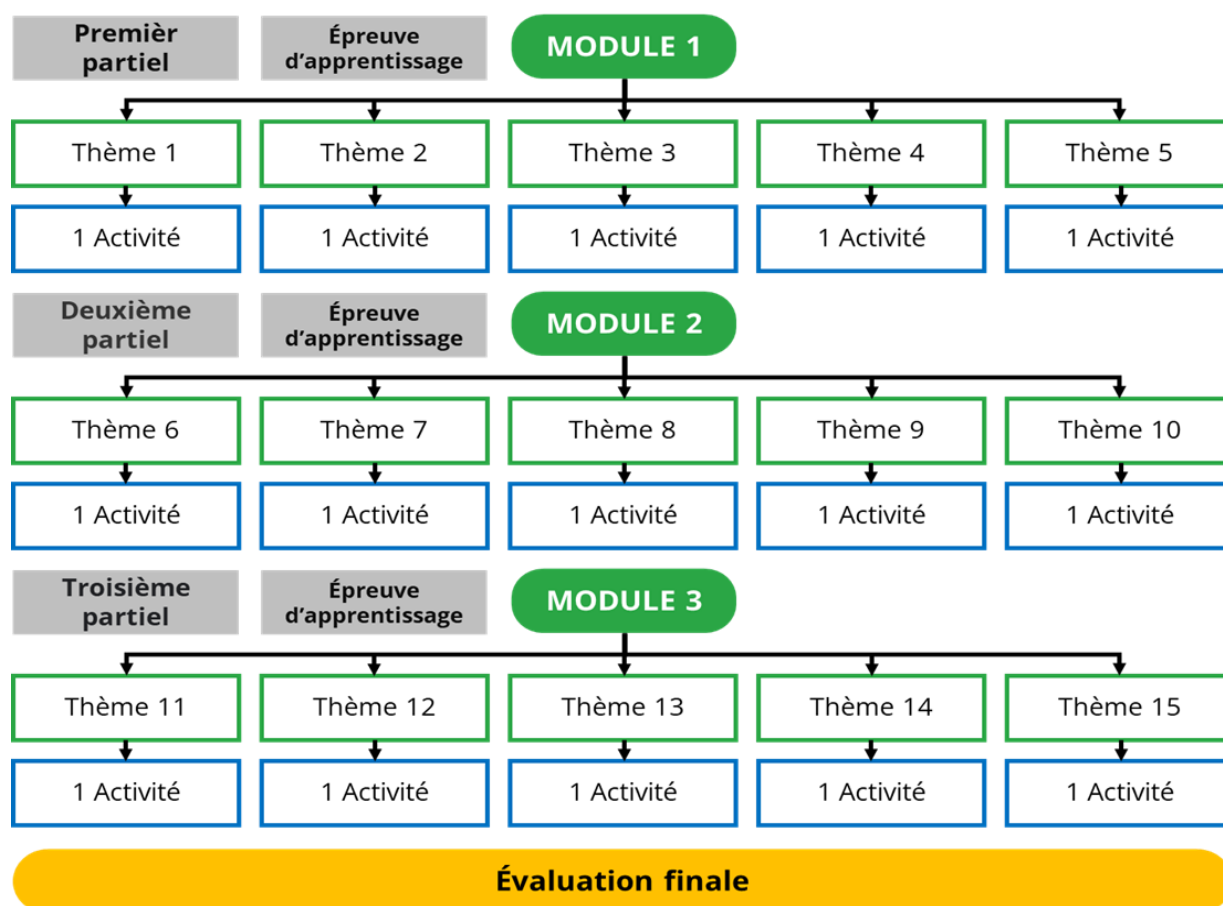 Premièr
partiel
Épreuve
d’apprentissage
MODULE 1
Thème 1
Thème 2
Thème 3
Thème 4
Thème 5
1 Activité
1 Activité
1 Activité
1 Activité
1 Activité
Deuxième
partiel
Épreuve
d’apprentissage
MODULE 2
Thème 6
Thème 7
Thème 8
Thème 9
Thème 10
1 Activité
1 Activité
1 Activité
1 Activité
1 Activité
Troisième
partiel
Épreuve
d’apprentissage
MODULE 3
Thème 11
Thème 12
Thème 13
Thème 14
Thème 15
1 Activité
1 Activité
1 Activité
1 Activité
1 Activité
Évaluation finale